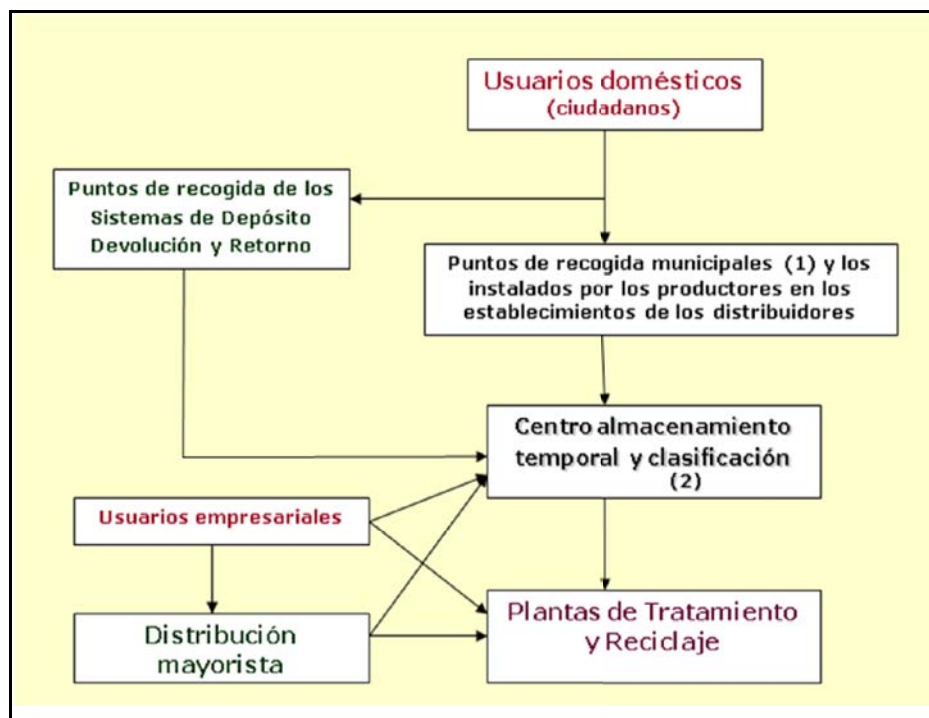 Usuarios domésticos
(ciudadanos)
Puntos de recogida de los
Sistemas de Depósito
Devolución y Retorno
Puntos de recogida municipales (1) y los
instalados por los productores en los
establecimientos de los distribuidores
Centro almacenamiento
temporal y clasificación
(2)
Usuarios empresariales
Distribución
mayorista
Plantas de Tratamiento
y Reciclaje